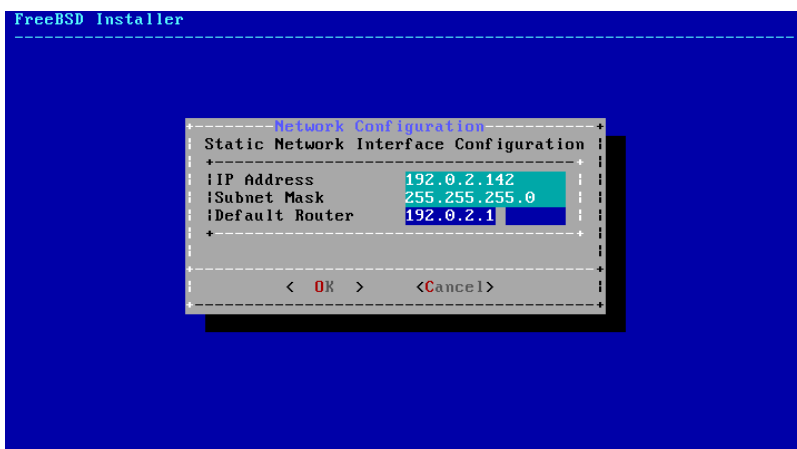 FreeBSD Installer
Network Configuration
Static Network Interface Configuration
IP Address 192.0.2.142
Subnet Mask 255.255.255.0
Default Router 192.0.2.1
< OK > <Cancel>